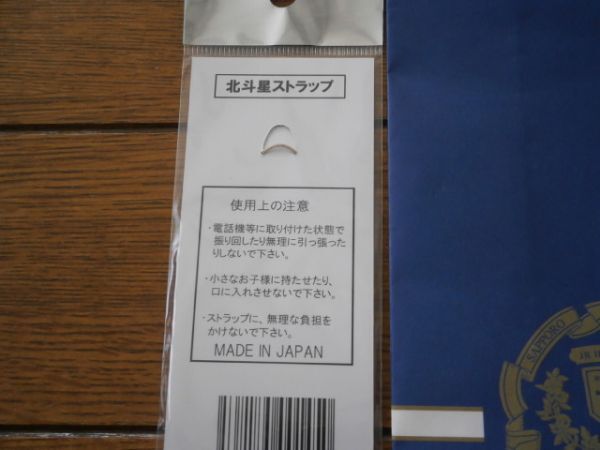 北斗星ストラップ
使用上の注意
・電話機等に取り付けた状態で
振り回したり無理に引っ張った
りしないで下さい。
・小さなお子様に持たせたり、
口に入れさせないで下さい。
・ストラップに、無理な負担を
かけないで下さい。
MADE IN JAPAN
SAPPORO